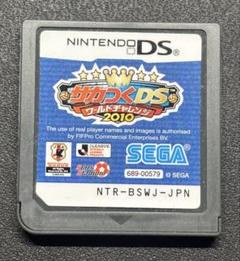 NINTENDO DS
サカつくDS
ワールドチャレンジ
2010
The use of real player names and images is authorised
by FIFPro Commercial Enterprises BV.
J.LEAGUE
SEGA
689-00579
© SEGA
NTR-BSWJ-JPN